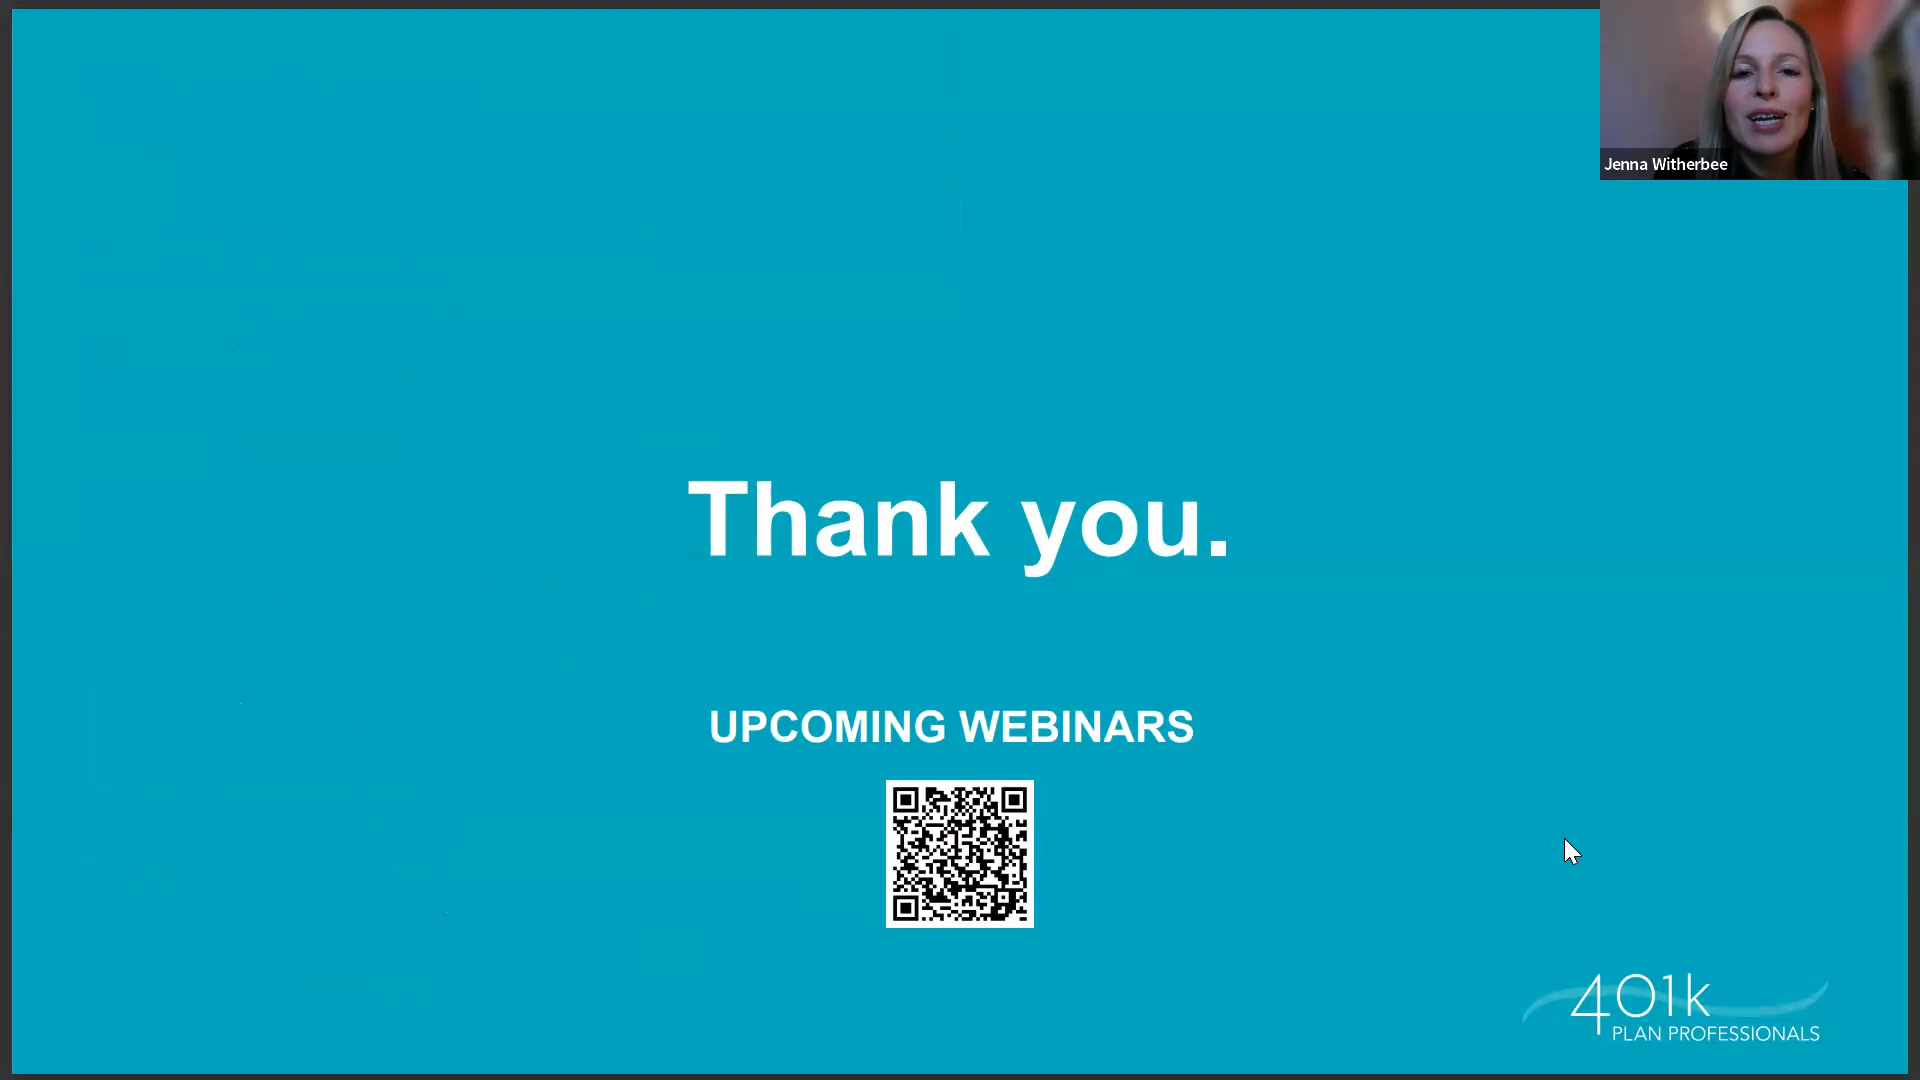 Jenna Witherbee
Thank you.
UPCOMING WEBINARS
401k
PLAN PROFESSIONALS